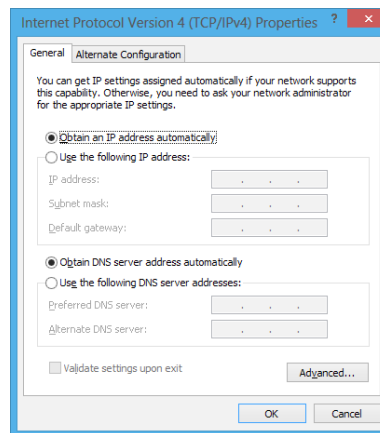 Internet Protocol Version 4 (TCP/IPv4) Properties ? ×
General Alternate Configuration
You can get IP settings assigned automatically if your network supports
this capability. Otherwise, you need to ask your network administrator
for the appropriate IP settings.
Obtain an IP address automatically
Use the following IP address:
IP address: . . .
Subnet mask: . . .
Default gateway: . . .
Obtain DNS server address automatically
Use the following DNS server addresses:
Preferred DNS server: . . .
Alternate DNS server: . . .
Validate settings upon exit
Advanced...
OK Cancel